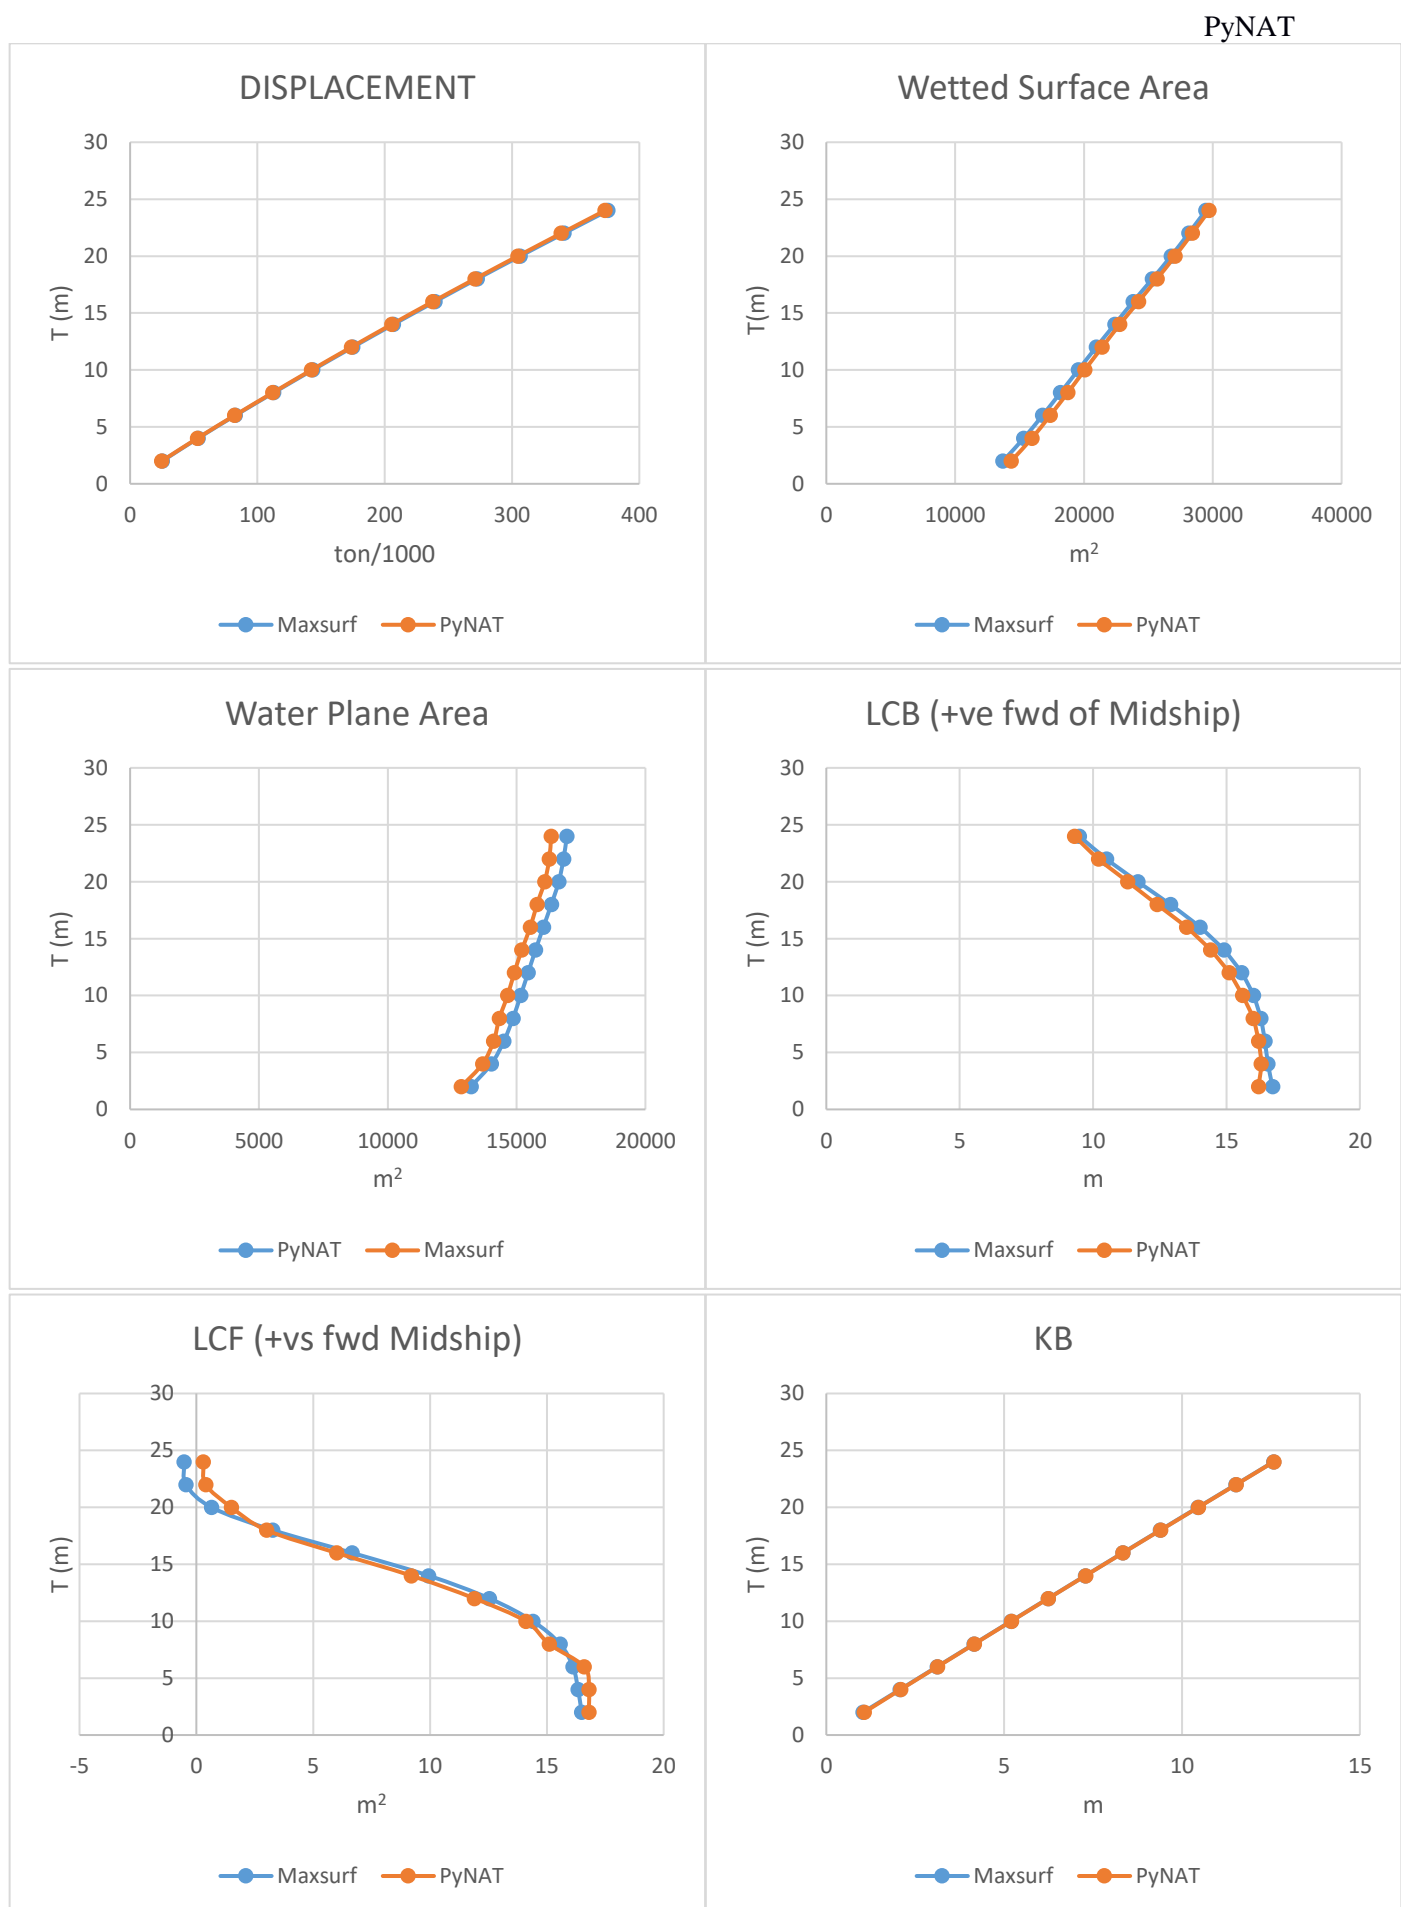 PyNAT
DISPLACEMENT
30
25
20
15
10
5
0
T (m)
0 100 200 300 400
ton/1000
Maxsurf PyNAT
Wetted Surface Area
30
25
20
15
10
5
0
T(m)
0 10000 20000 30000 40000
m²
Maxsurf PyNAT
Water Plane Area
30
25
20
15
10
5
0
T (m)
0 5000 10000 15000 20000
m²
PyNAT Maxsurf
LCB (+ve fwd of Midship)
30
25
20
15
10
5
0
T (m)
0 5 10 15 20
m
Maxsurf PyNAT
LCF (+vs fwd Midship)
30
25
20
15
10
5
0
T (m)
-5 0 5 10 15 20
m²
Maxsurf PyNAT
KB
30
25
20
15
10
5
0
T (m)
0 5 10 15
m
Maxsurf PyNAT